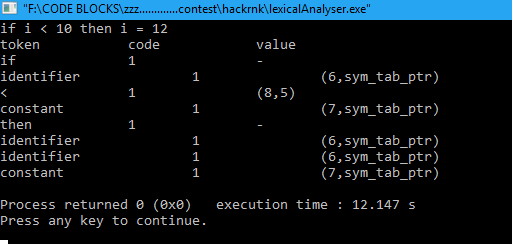 "F:\CODE BLOCKS\zzz.............contest\hackrnk\lexicalAnalyser.exe"
if i < 10 then i = 12
token code value
if 1 -
identifier 1 (6,sym_tab_ptr)
< 1 (8,5)
constant 1 (7,sym_tab_ptr)
then 1 -
identifier 1 (6,sym_tab_ptr)
identifier 1 (6,sym_tab_ptr)
constant 1 (7,sym_tab_ptr)
Process returned 0 (0x0) execution time : 12.147 s
Press any key to continue.